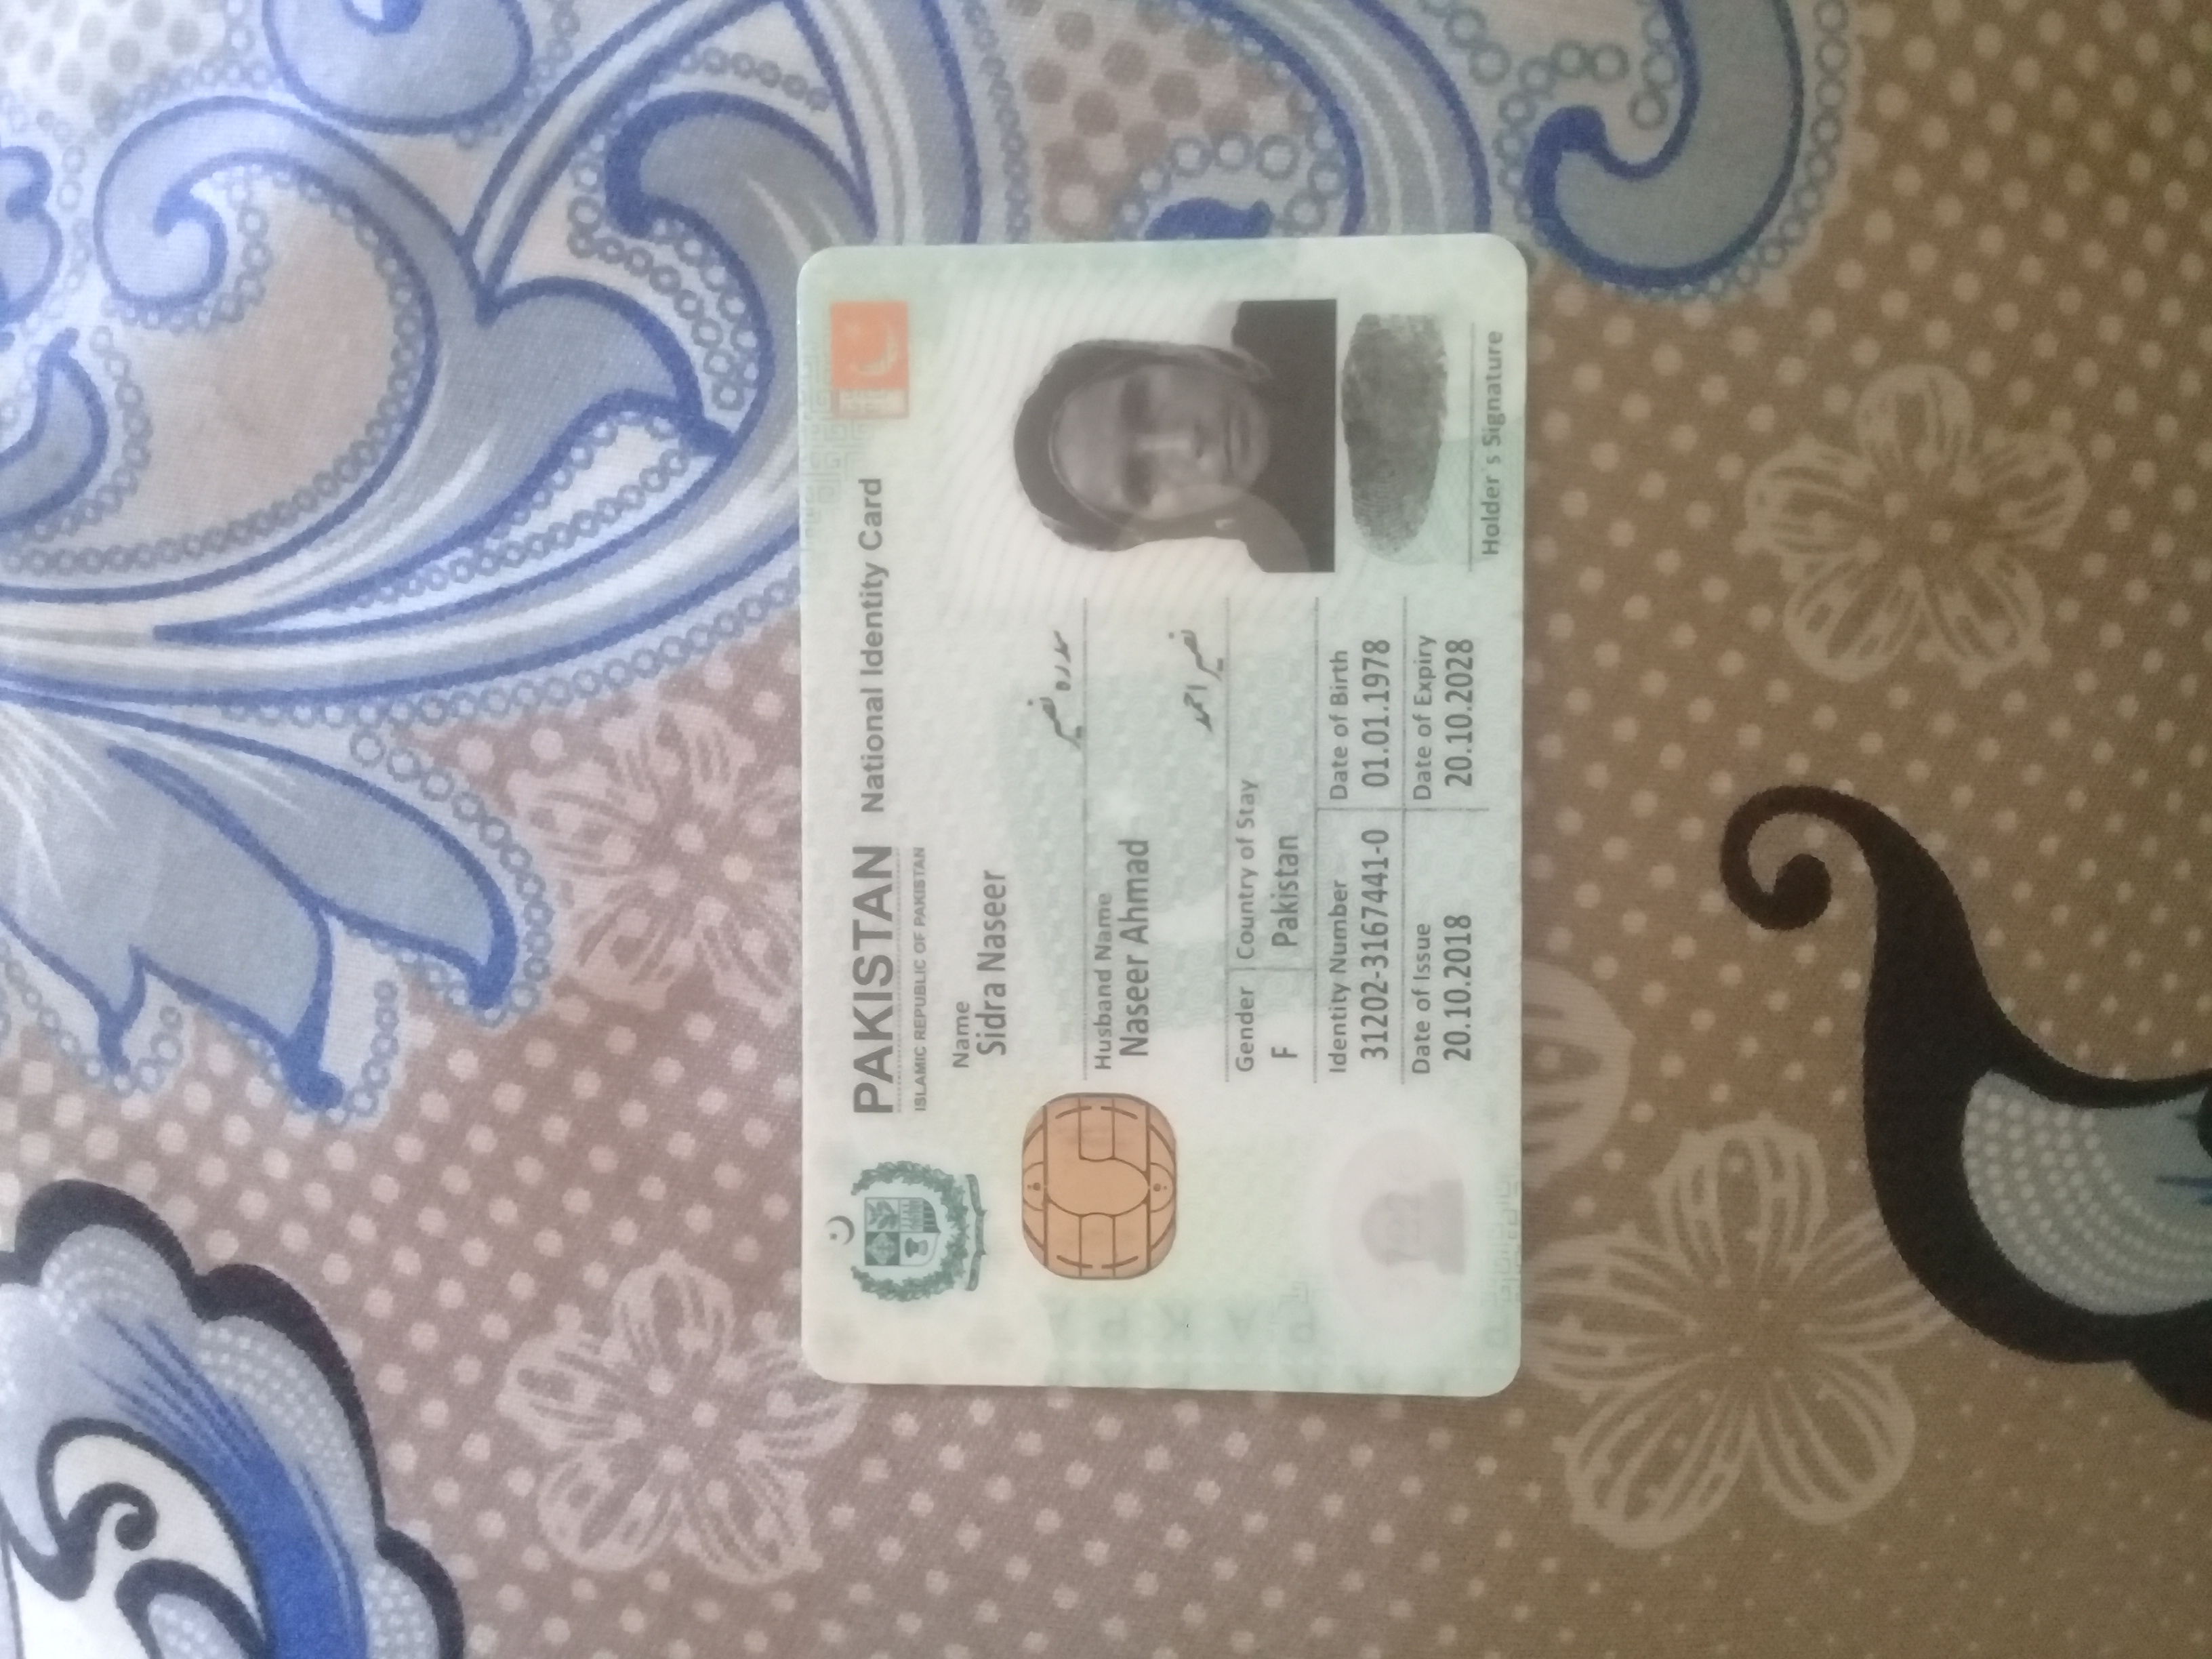 PAKISTAN National Identity Card
ISLAMIC REPUBLIC OF PAKISTAN
Name
Sidra Naseer
سدرہ نصیر
Husband Name
Naseer Ahmad
نصیر احمد
Gender Country of Stay
F Pakistan
Identity Number Date of Birth
31202-3167441-0 01.01.1978
Date of Issue Date of Expiry
20.10.2018 20.10.2028
Holder`s Signature